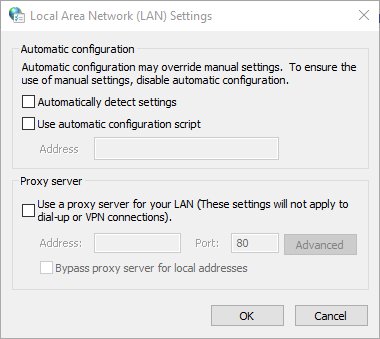 Local Area Network (LAN) Settings
Automatic configuration
Automatic configuration may override manual settings. To ensure the
use of manual settings, disable automatic configuration.
Automatically detect settings
Use automatic configuration script
Address
Proxy server
Use a proxy server for your LAN (These settings will not apply to
dial-up or VPN connections).
Address: Port: 80 Advanced
Bypass proxy server for local addresses
OK Cancel